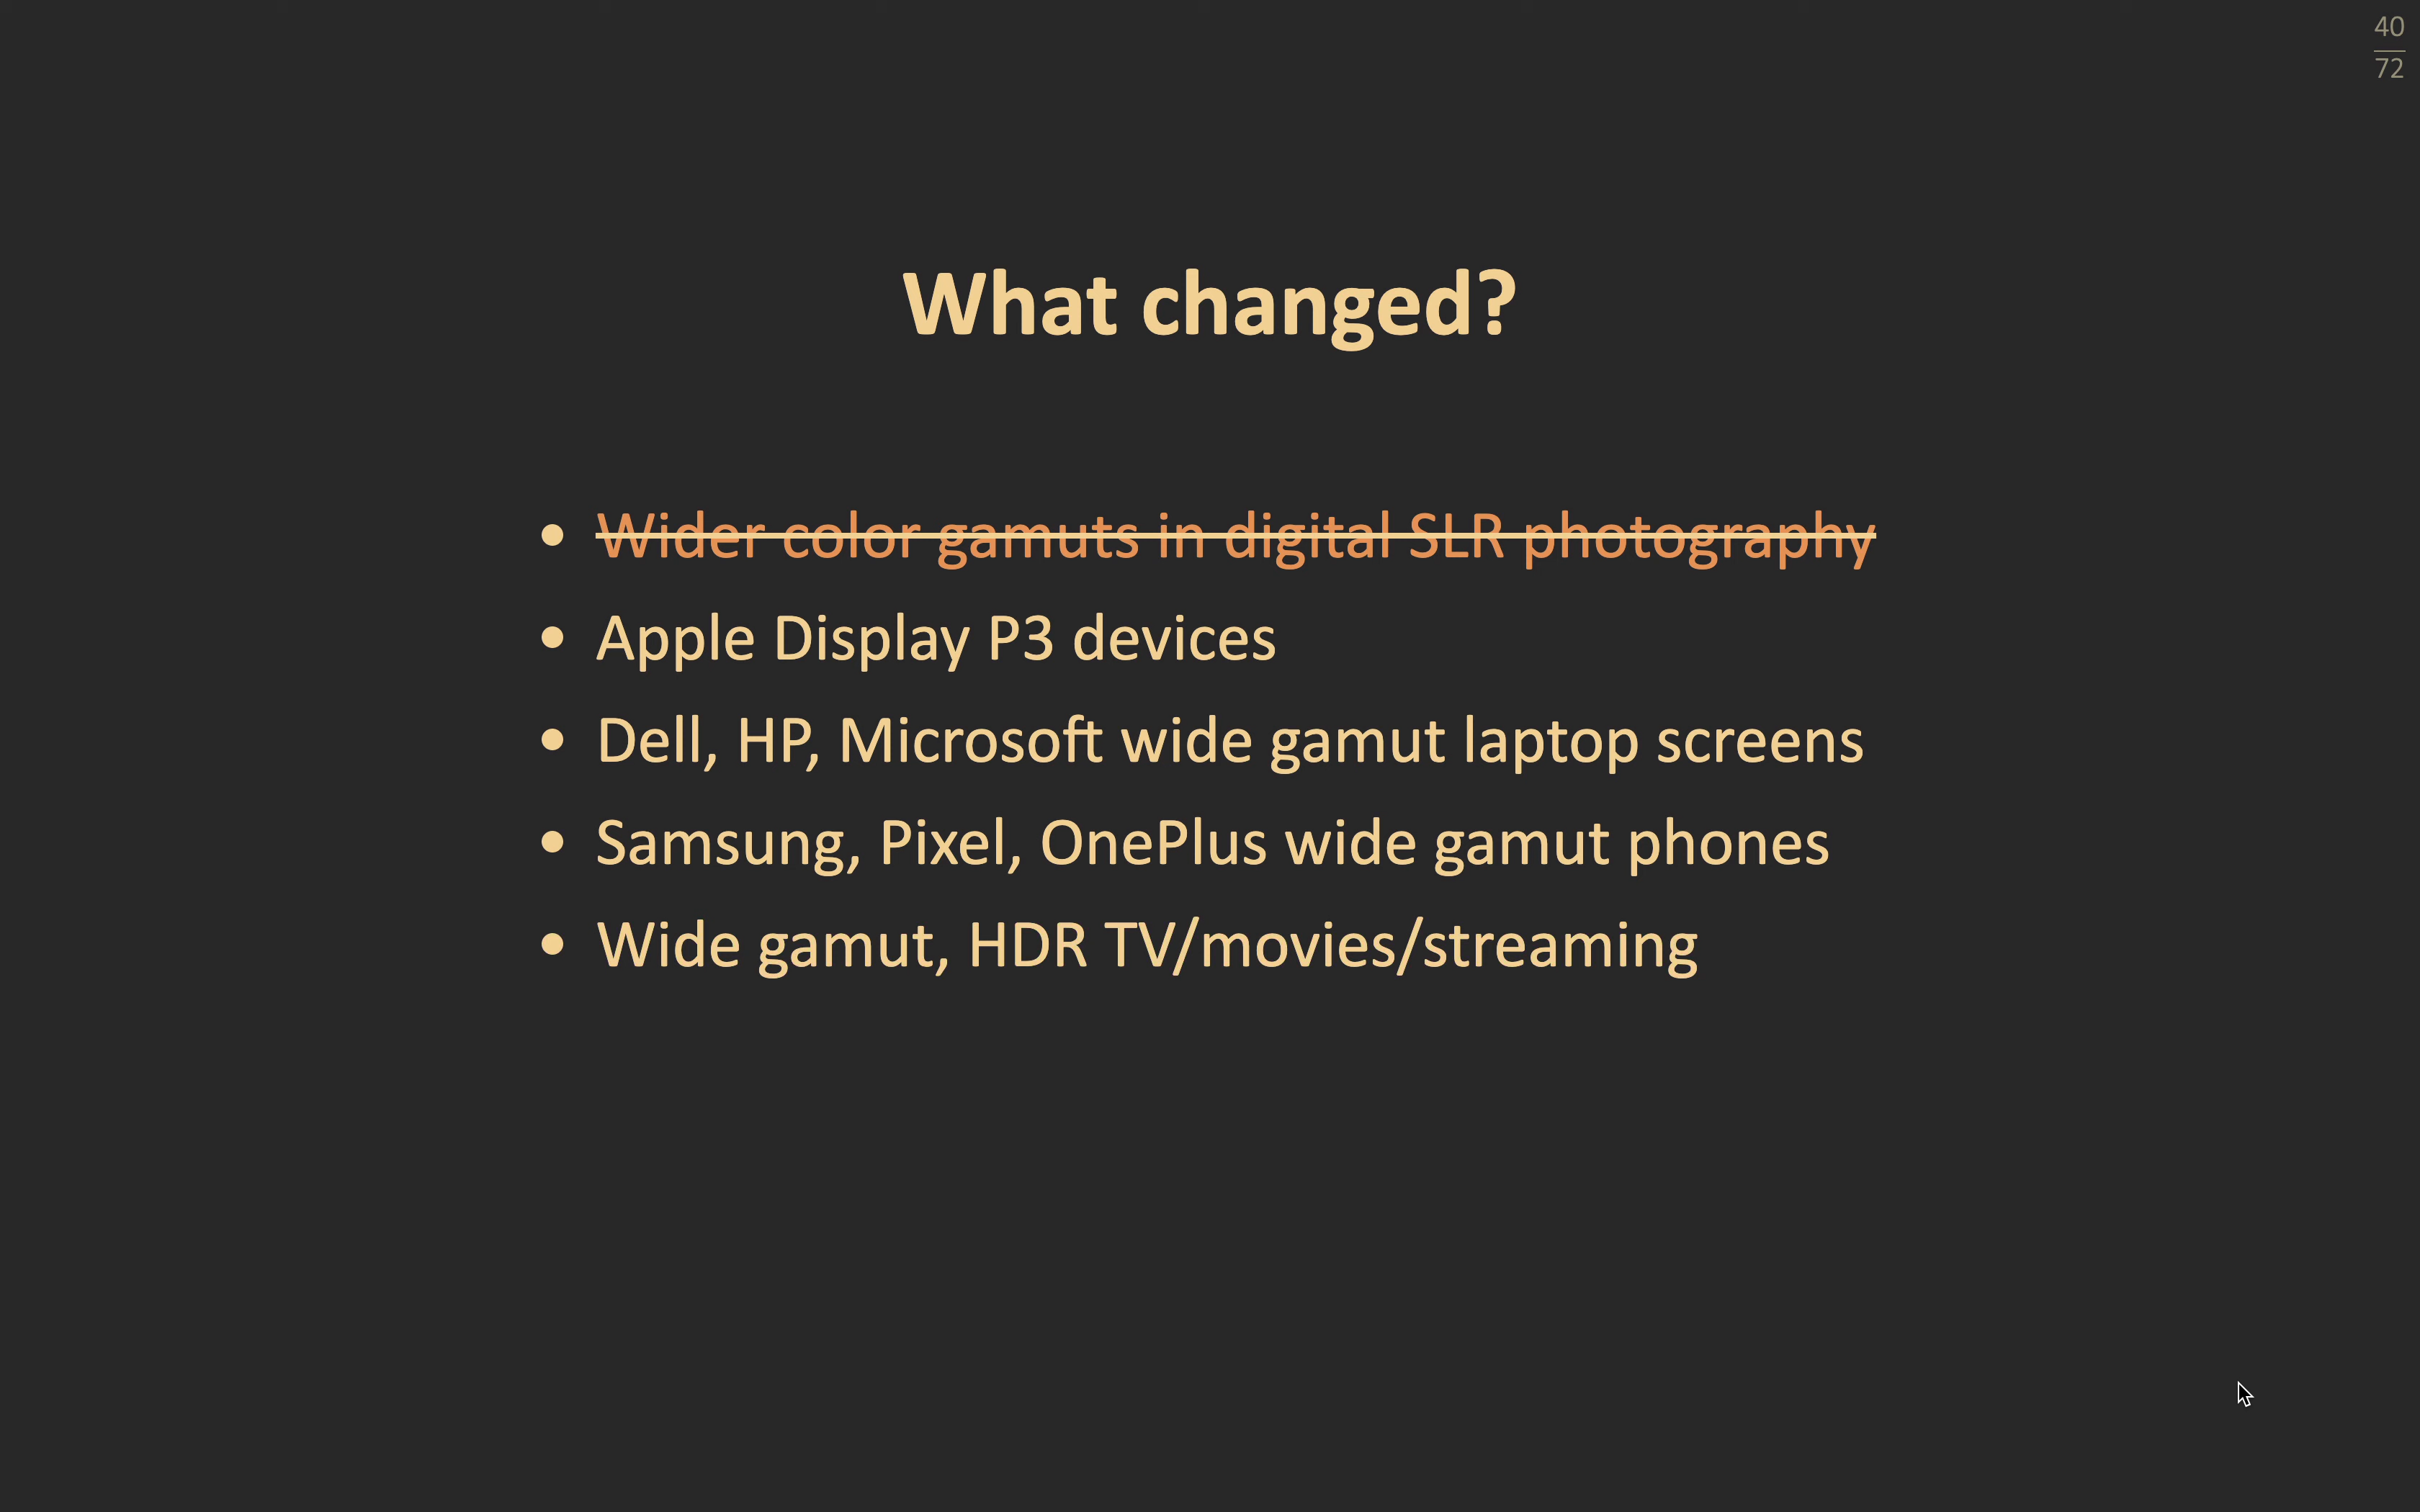 40
72
What changed?
• Wider color gamuts in digital SLR photography
• Apple Display P3 devices
• Dell, HP, Microsoft wide gamut laptop screens
• Samsung, Pixel, OnePlus wide gamut phones
• Wide gamut, HDR TV/movies/streaming